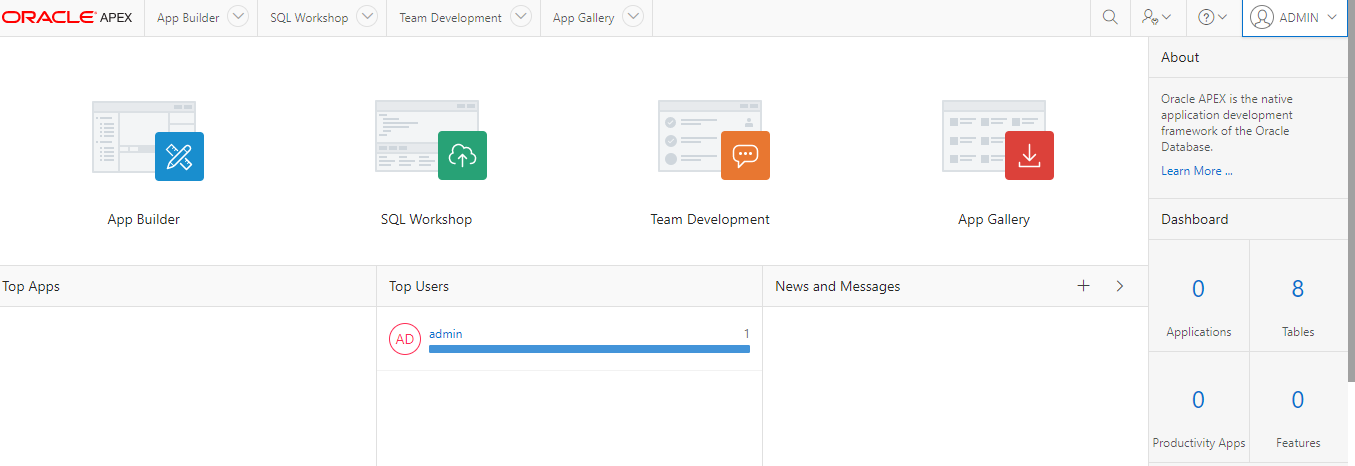 ORACLE APEX App Builder SQL Workshop Team Development App Gallery ADMIN
App Builder
SQL Workshop
Team Development
App Gallery
Top Apps
Top Users
AD admin 1
News and Messages
About
Oracle APEX is the native
application development
framework of the Oracle
Database.
Learn More ...
Dashboard
0
Applications
8
Tables
0
Productivity Apps
0
Features